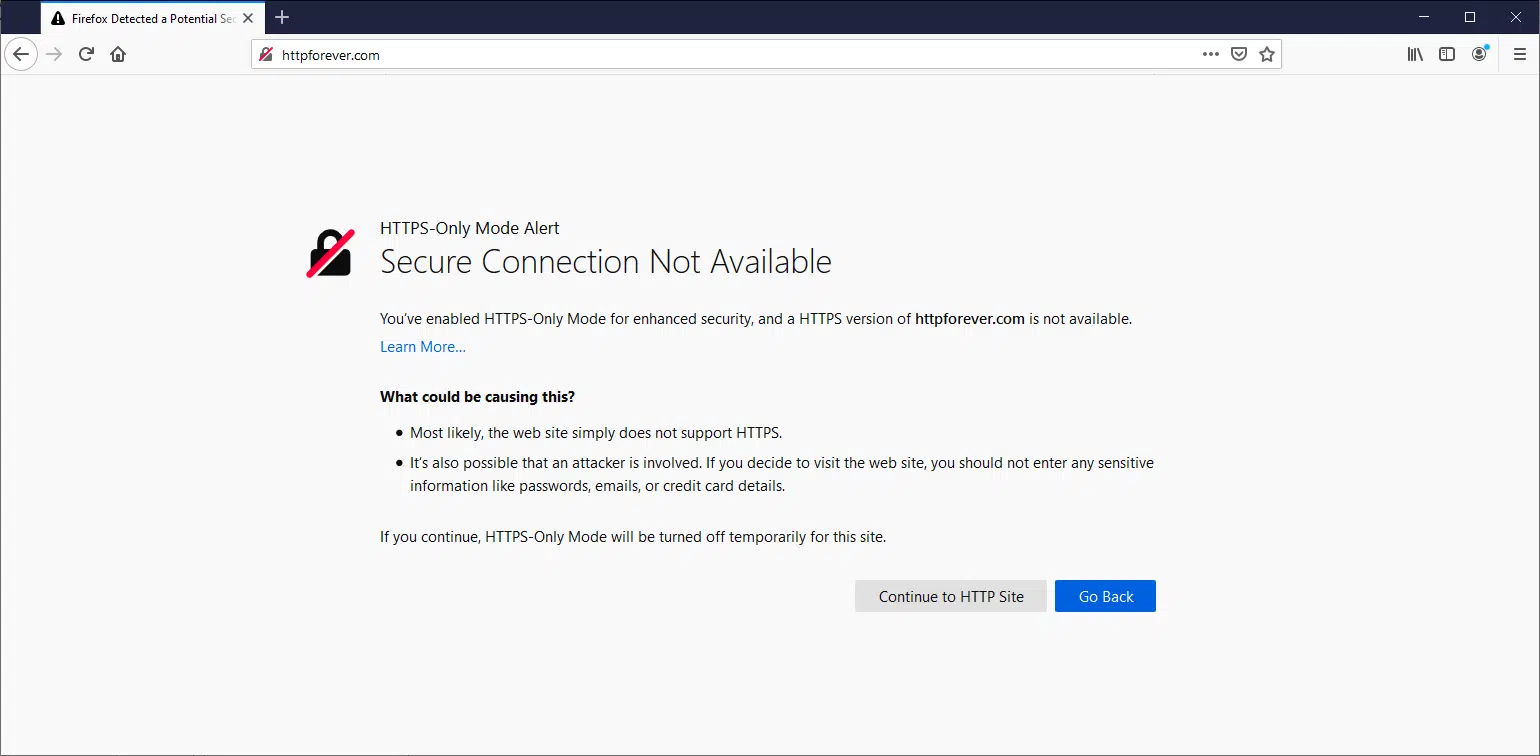 Firefox Detected a Potential Sec
httpforever.com
HTTPS-Only Mode Alert
Secure Connection Not Available
You've enabled HTTPS-Only Mode for enhanced security, and a HTTPS version of httpforever.com is not available.
Learn More...
What could be causing this?
• Most likely, the web site simply does not support HTTPS.
• It's also possible that an attacker is involved. If you decide to visit the web site, you should not enter any sensitive
information like passwords, emails, or credit card details.
If you continue, HTTPS-Only Mode will be turned off temporarily for this site.
Continue to HTTP Site
Go Back